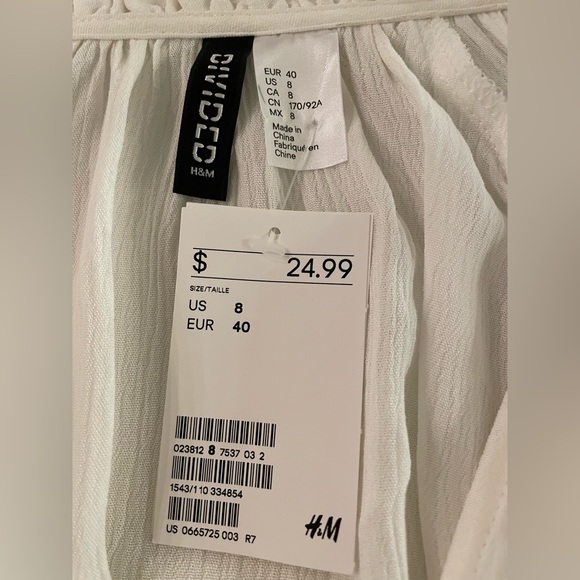 DIVIDED
H&M
EUR 40
US 8
CA 8
CN 170/92A
MX 8
Made in
China
Fabriqué en
Chine
$ 24.99
SIZE/TAILLE
US 8
EUR 40
023812 8 7537 03 2
1543/110 334854
US 0665725 003 R7
H&M